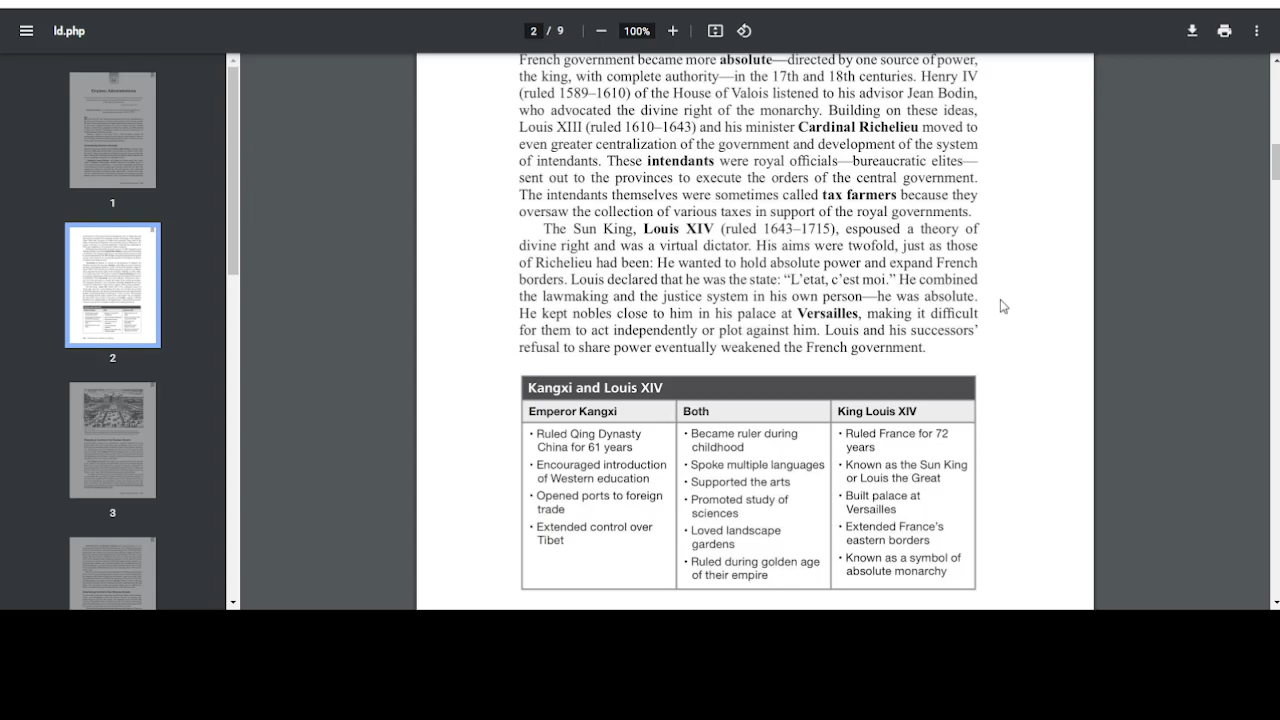 ld.php
2 / 9
100%
French government became more absolute—directed by one source of power,
the king, with complete authority—in the 17th and 18th centuries. Henry IV
(ruled 1589–1610) of the House of Valois listened to his advisor Jean Bodin,
who advocated the divine right of the monarchy. Building on these ideas,
Louis XIII (ruled 1610–1643) and his minister Cardinal Richelieu moved to
even greater centralization of the government and development of the system
of intendants. These intendants were royal officials—bureaucratic elites—
sent out to the provinces to execute the orders of the central government.
The intendants themselves were sometimes called tax farmers because they
oversaw the collection of various taxes in support of the royal governments.
The Sun King, Louis XIV (ruled 1643–1715), espoused a theory of
divine right and was a virtual dictator. His aims were twofold, just as those
of Richelieu had been: He wanted to hold absolute power and expand French
borders. Louis declared that he was the state: "L'etat, c'est moi." He combined
the lawmaking and the justice system in his own person—he was absolute.
He kept nobles close to him in his palace at Versailles, making it difficult
for them to act independently or plot against him. Louis and his successors'
refusal to share power eventually weakened the French government.
Kangxi and Louis XIV
Emperor Kangxi
• Ruled Qing Dynasty
China for 61 years
• Encouraged introduction
of Western education
• Opened ports to foreign
trade
• Extended control over
Tibet
Both
• Became ruler during
childhood
• Spoke multiple languages
• Supported the arts
• Promoted study of
sciences
• Loved landscape
gardens
• Ruled during golden age
of their empire
King Louis XIV
• Ruled France for 72
years
• Known as the Sun King
or Louis the Great
• Built palace at
Versailles
• Extended France's
eastern borders
• Known as a symbol of
absolute monarchy
1
2
3